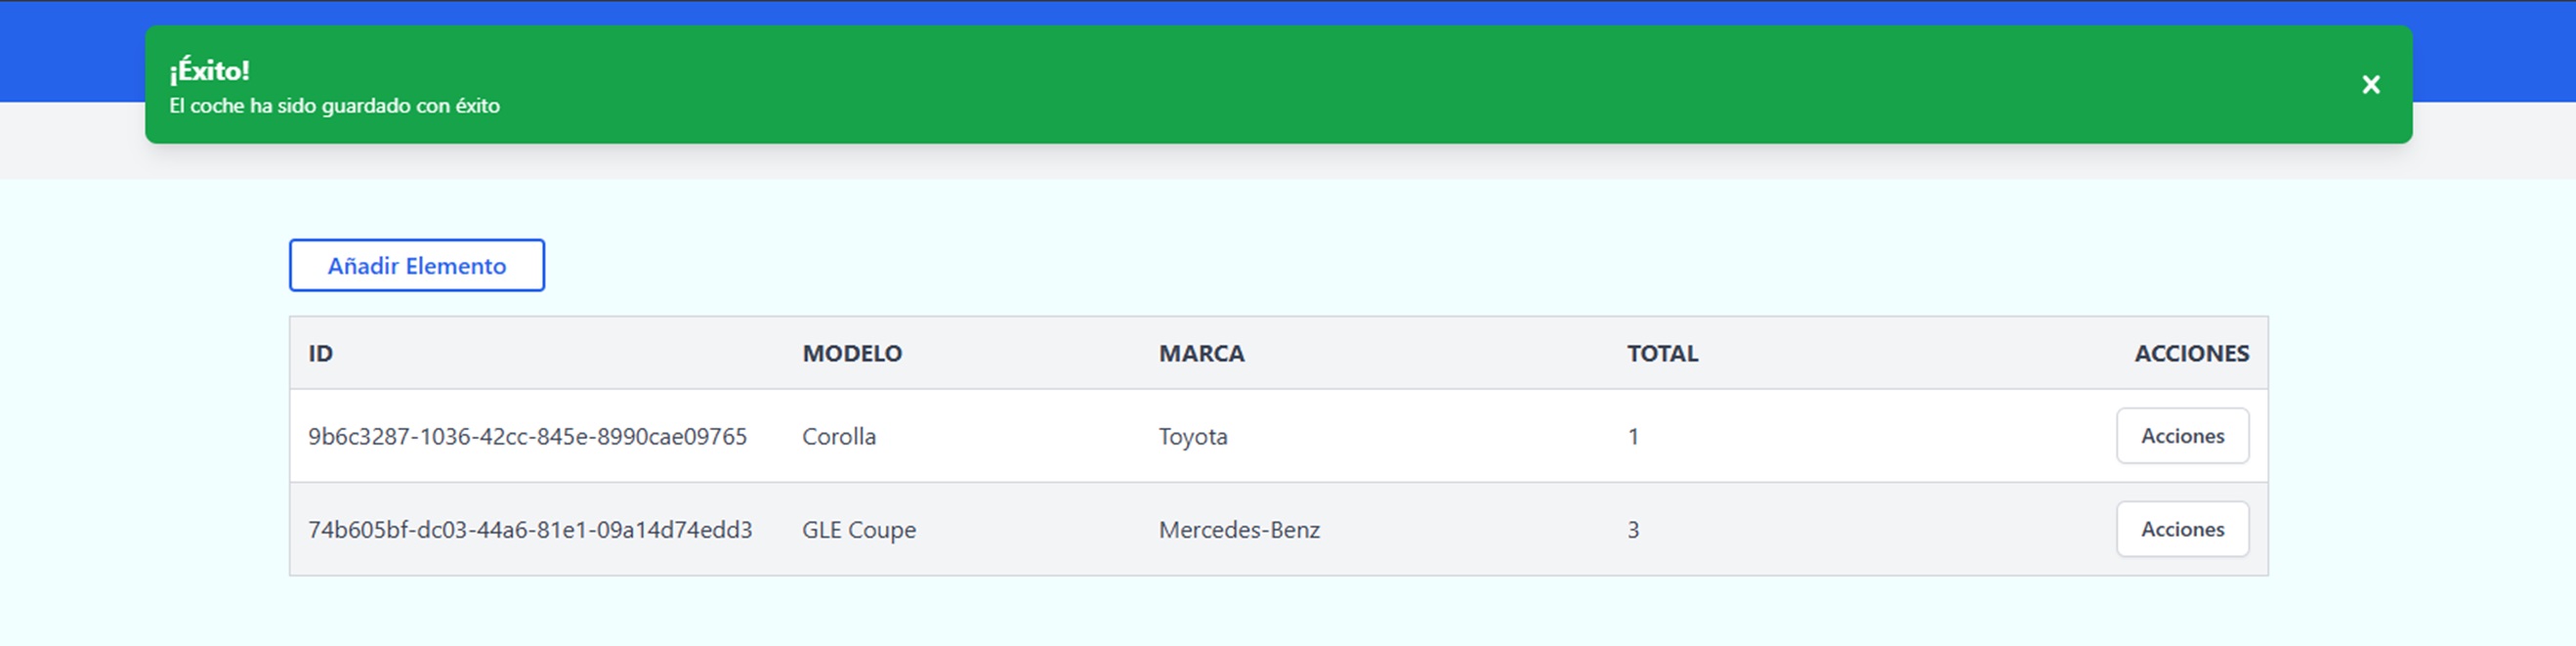 ¡Éxito!
El coche ha sido guardado con éxito
Añadir Elemento
ID MODELO MARCA TOTAL ACCIONES
9b6c3287-1036-42cc-845e-8990cae09765 Corolla Toyota 1 Acciones
74b605bf-dc03-44a6-81e1-09a14d74edd3 GLE Coupe Mercedes-Benz 3 Acciones